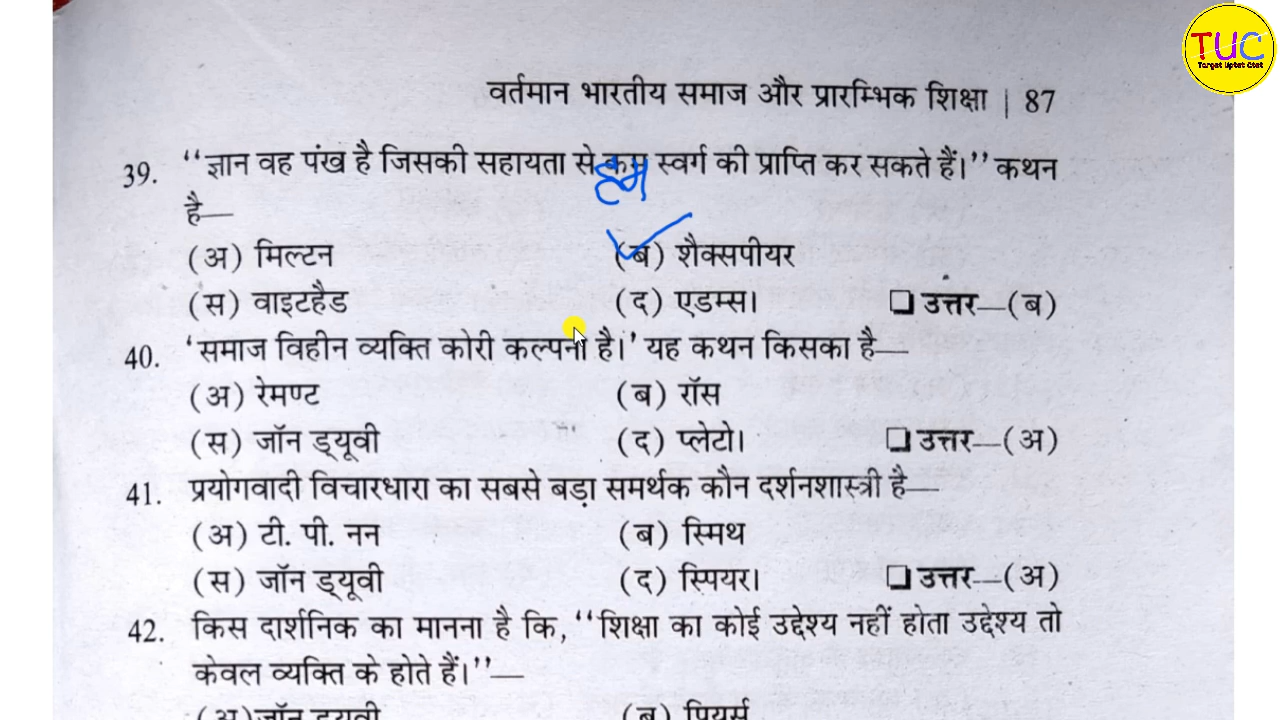 TUC
Target Uptet Ctet
वर्तमान भारतीय समाज और प्रारम्भिक शिक्षा | 87
39. ‘‘ज्ञान वह पंख है जिसकी सहायता से हम स्वर्ग की प्राप्ति कर सकते हैं।’’ कथन
है—
(अ) मिल्टन (ब) शैक्सपीयर
(स) वाइटहैड (द) एडम्स। ❑ उत्तर—(ब)
40. ‘समाज विहीन व्यक्ति कोरी कल्पना है।’ यह कथन किसका है—
(अ) रेमण्ट (ब) रॉस
(स) जॉन ड्यूवी (द) प्लेटो। ❑ उत्तर—(अ)
41. प्रयोगवादी विचारधारा का सबसे बड़ा समर्थक कौन दर्शनशास्त्री है—
(अ) टी. पी. नन (ब) स्मिथ
(स) जॉन ड्यूवी (द) स्पियर। ❑ उत्तर—(अ)
42. किस दार्शनिक का मानना है कि, ‘‘शिक्षा का कोई उद्देश्य नहीं होता उद्देश्य तो
केवल व्यक्ति के होते हैं।’’—
(अ) जॉन ड्यूवी (ब) पियर्स